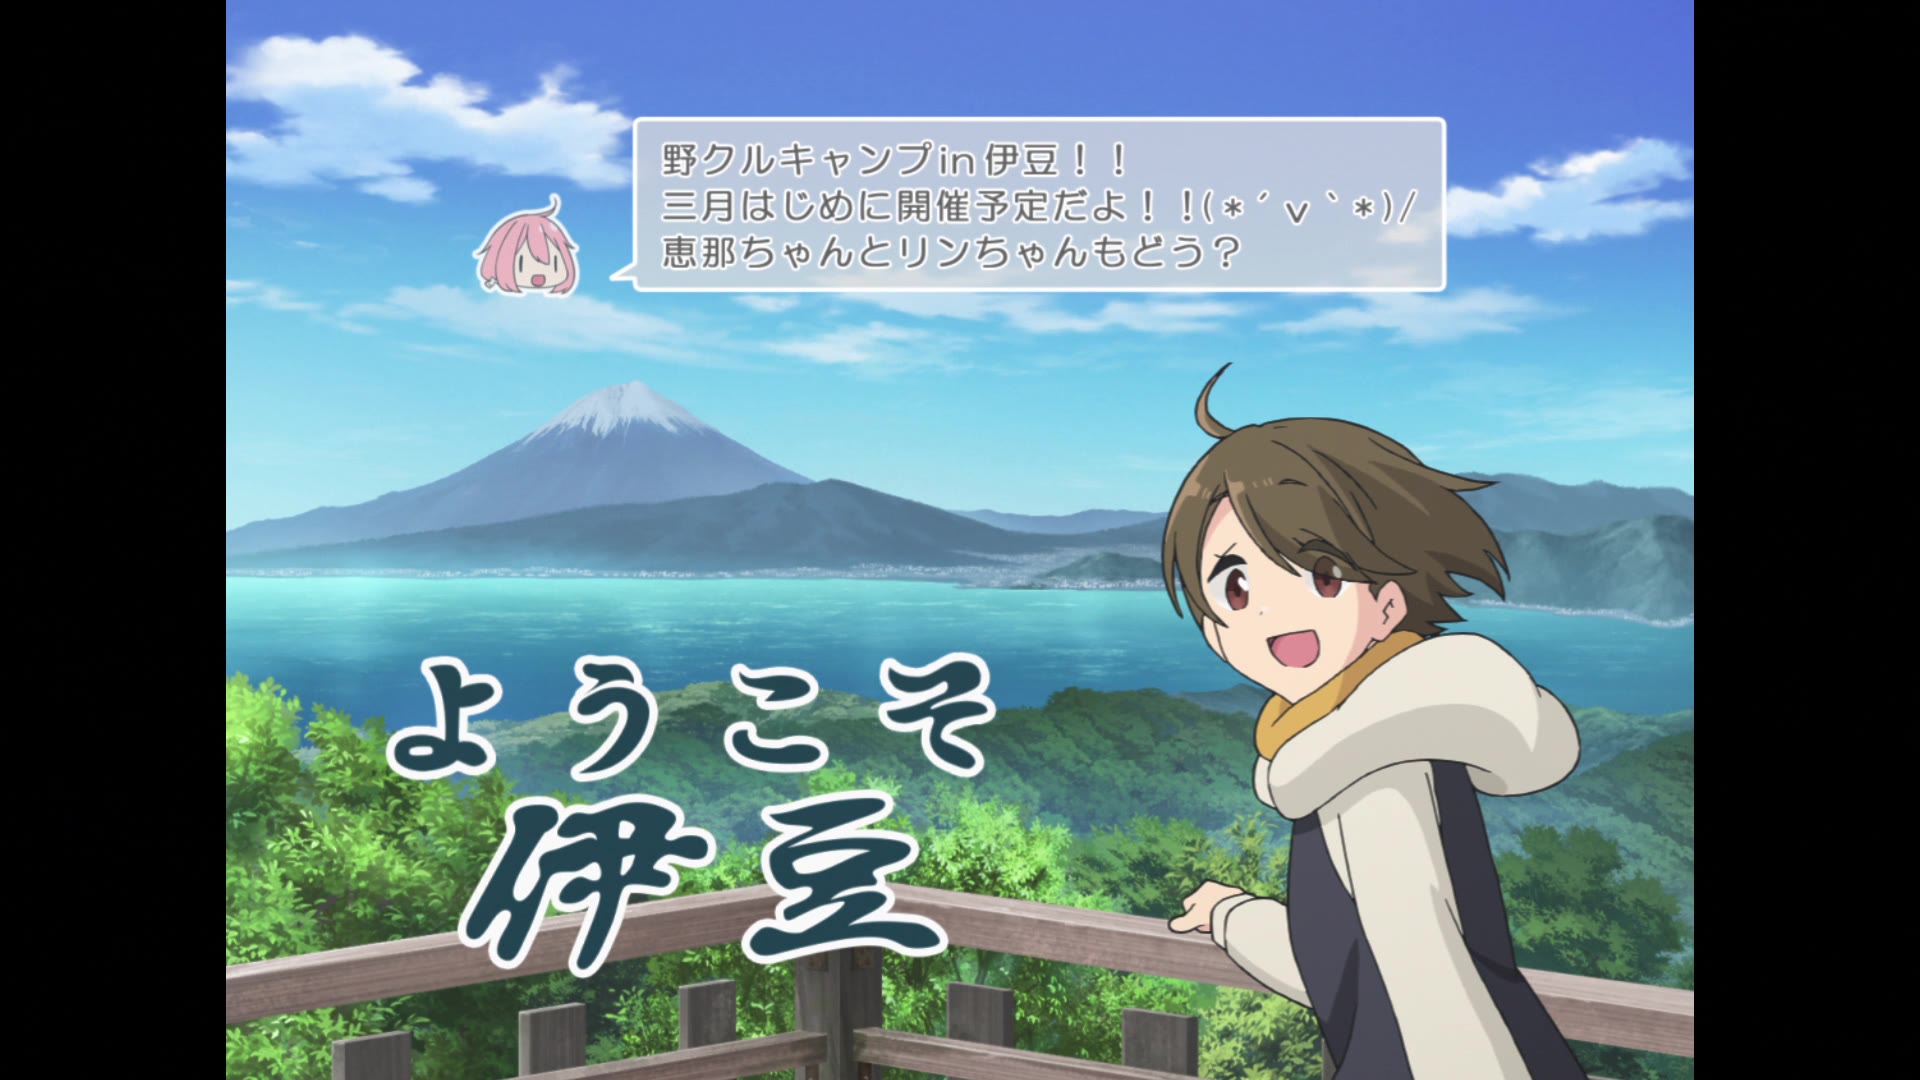 野クルキャンプin伊豆！！
三月はじめに開催予定だよ！！(＊´ｖ｀＊)/
恵那ちゃんとリンちゃんもどう？
ようこそ
伊豆